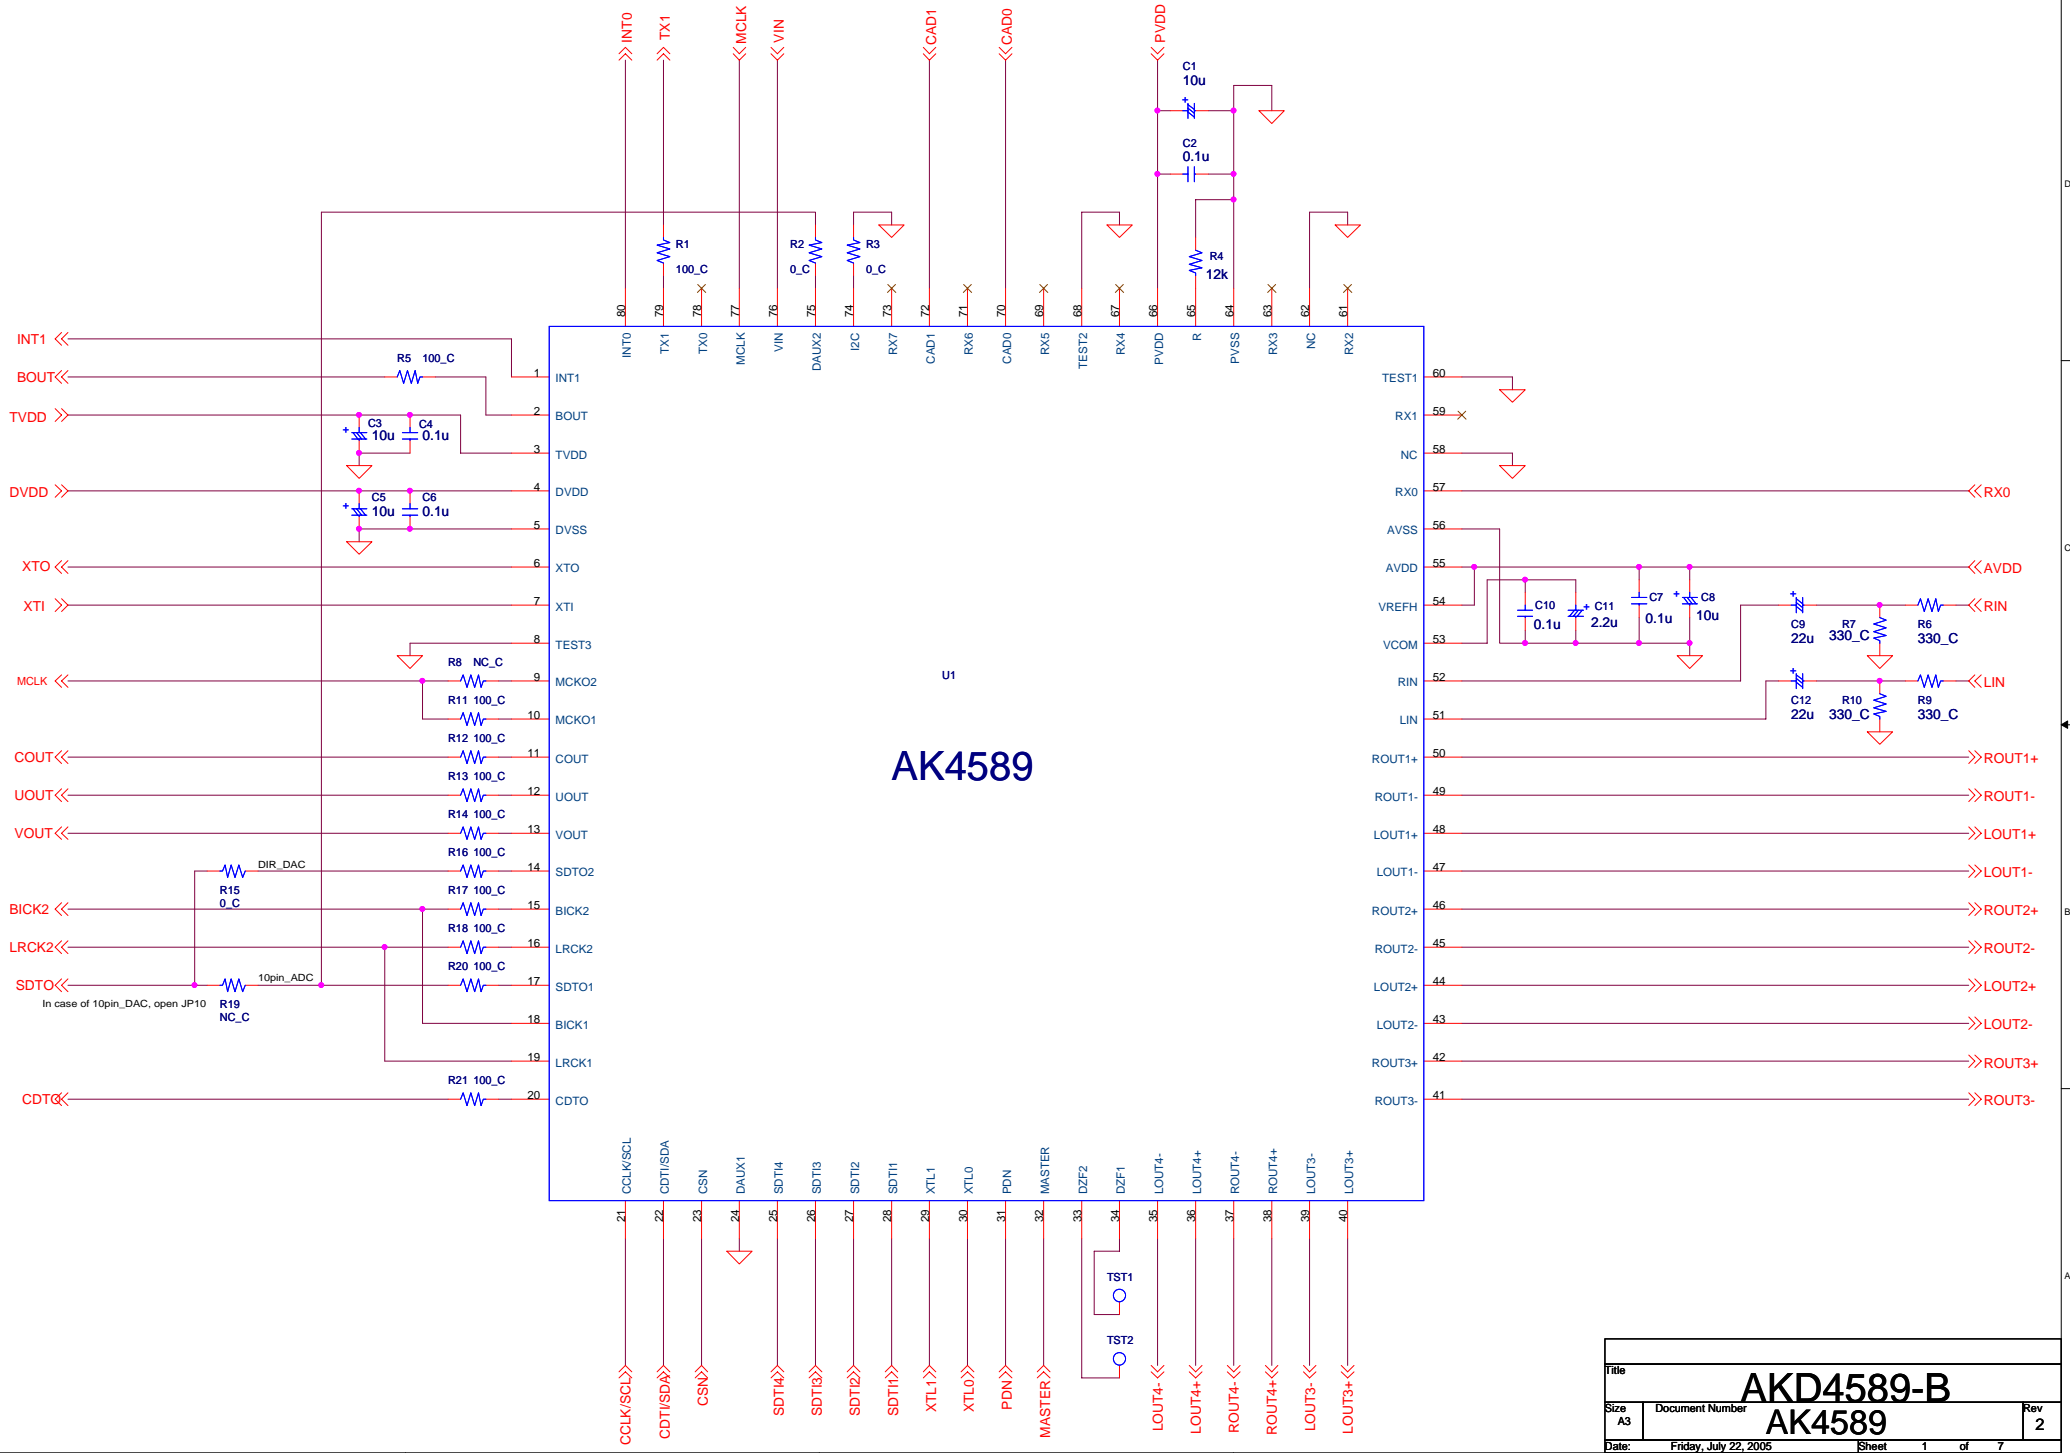 INT0
TX1
MCLK
VIN
CAD1
CAD0
PVDD
C1
10u
C2
0.1u
R1
100_C
R2
0_C
R3
0_C
R4
12k
80
79
78
77
76
75
74
73
72
71
70
69
68
67
66
65
64
63
62
61
INT0
TX1
TX0
MCLK
VIN
DAUX2
I2C
RX7
CAD1
RX6
CAD0
RX5
TEST2
RX4
PVDD
R
PVSS
RX3
NC
RX2
INT1
BOUT
R5 100_C
TVDD
C3
10u
C4
0.1u
DVDD
C5
10u
C6
0.1u
XTO
XTI
MCLK
R8 NC_C
R11 100_C
COUT
R12 100_C
UOUT
R13 100_C
VOUT
R14 100_C
R16 100_C
DIR_DAC
R15
0_C
BICK2
R17 100_C
LRCK2
R18 100_C
SDTO
R20 100_C
10pin_ADC
In case of 10pin_DAC, open JP10
R19
NC_C
CDTO
R21 100_C
1 INT1
2 BOUT
3 TVDD
4 DVDD
5 DVSS
6 XTO
7 XTI
8 TEST3
9 MCKO2
10 MCKO1
11 COUT
12 UOUT
13 VOUT
14 SDTO2
15 BICK2
16 LRCK2
17 SDTO1
18 BICK1
19 LRCK1
20 CDTO
U1
AK4589
TEST1 60
RX1 59
NC 58
RX0 57
AVSS 56
AVDD 55
VREFH 54
VCOM 53
RIN 52
LIN 51
ROUT1+ 50
ROUT1- 49
LOUT1+ 48
LOUT1- 47
ROUT2+ 46
ROUT2- 45
LOUT2+ 44
LOUT2- 43
ROUT3+ 42
ROUT3- 41
C10
0.1u
C11
2.2u
C7
0.1u
C8
10u
C9
22u
R7
330_C
R6
330_C
C12
22u
R10
330_C
R9
330_C
RX0
AVDD
RIN
LIN
ROUT1+
ROUT1-
LOUT1+
LOUT1-
ROUT2+
ROUT2-
LOUT2+
LOUT2-
ROUT3+
ROUT3-
CCLK/SCL
CDTI/SDA
CSN
DAUX1
SDTI4
SDTI3
SDTI2
SDTI1
XTL1
XTL0
PDN
MASTER
DZF2
DZF1
LOUT4-
LOUT4+
ROUT4-
ROUT4+
LOUT3-
LOUT3+
21
22
23
24
25
26
27
28
29
30
31
32
33
34
35
36
37
38
39
40
TST1
TST2
CCLK/SCL
CDTI/SDA
CSN
SDTI4
SDTI3
SDTI2
SDTI1
XTL1
XTL0
PDN
MASTER
LOUT4-
LOUT4+
ROUT4-
ROUT4+
LOUT3-
LOUT3+
D
C
B
A
Title
AKD4589-B
Size
A3
Document Number
AK4589
Rev
2
Date: Friday, July 22, 2005 Sheet 1 of 7